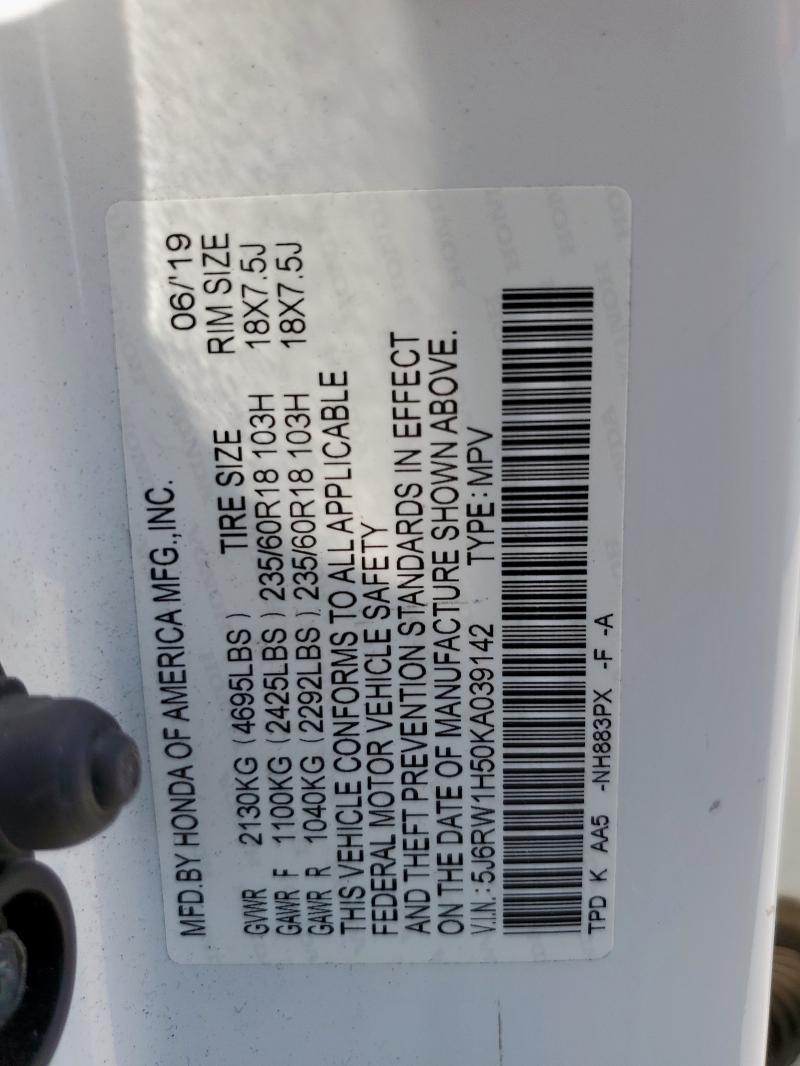 MFD.BY HONDA OF AMERICA MFG.,INC. 06/'19
TIRE SIZE RIM SIZE
GVWR 2130KG (4695LBS)
GAWR F 1100KG (2425LBS) 235/60R18 103H 18X7.5J
GAWR R 1040KG (2292LBS) 235/60R18 103H 18X7.5J
THIS VEHICLE CONFORMS TO ALL APPLICABLE
FEDERAL MOTOR VEHICLE SAFETY
AND THEFT PREVENTION STANDARDS IN EFFECT
ON THE DATE OF MANUFACTURE SHOWN ABOVE.
V.I.N.: 5J6RW1H50KA039142 TYPE: MPV
TPD K AA5 -NH883PX -F -A